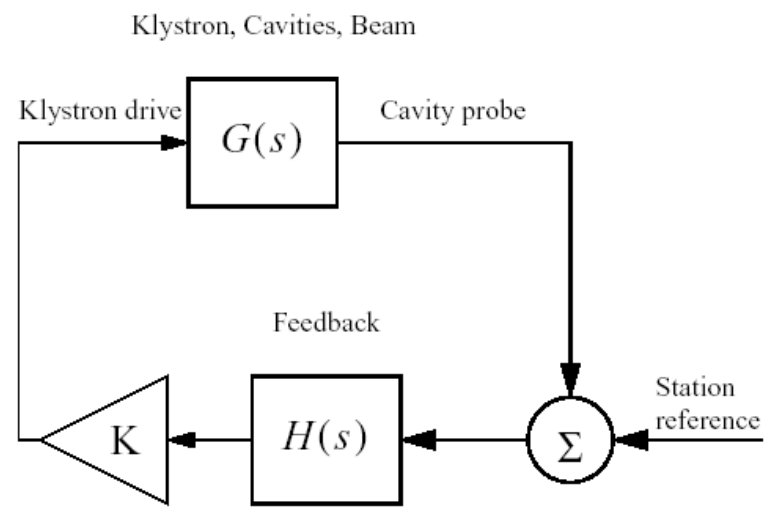 Klystron, Cavities, Beam
Klystron drive
G(s)
Cavity probe
Feedback
Station
reference
K
H(s)
Σ